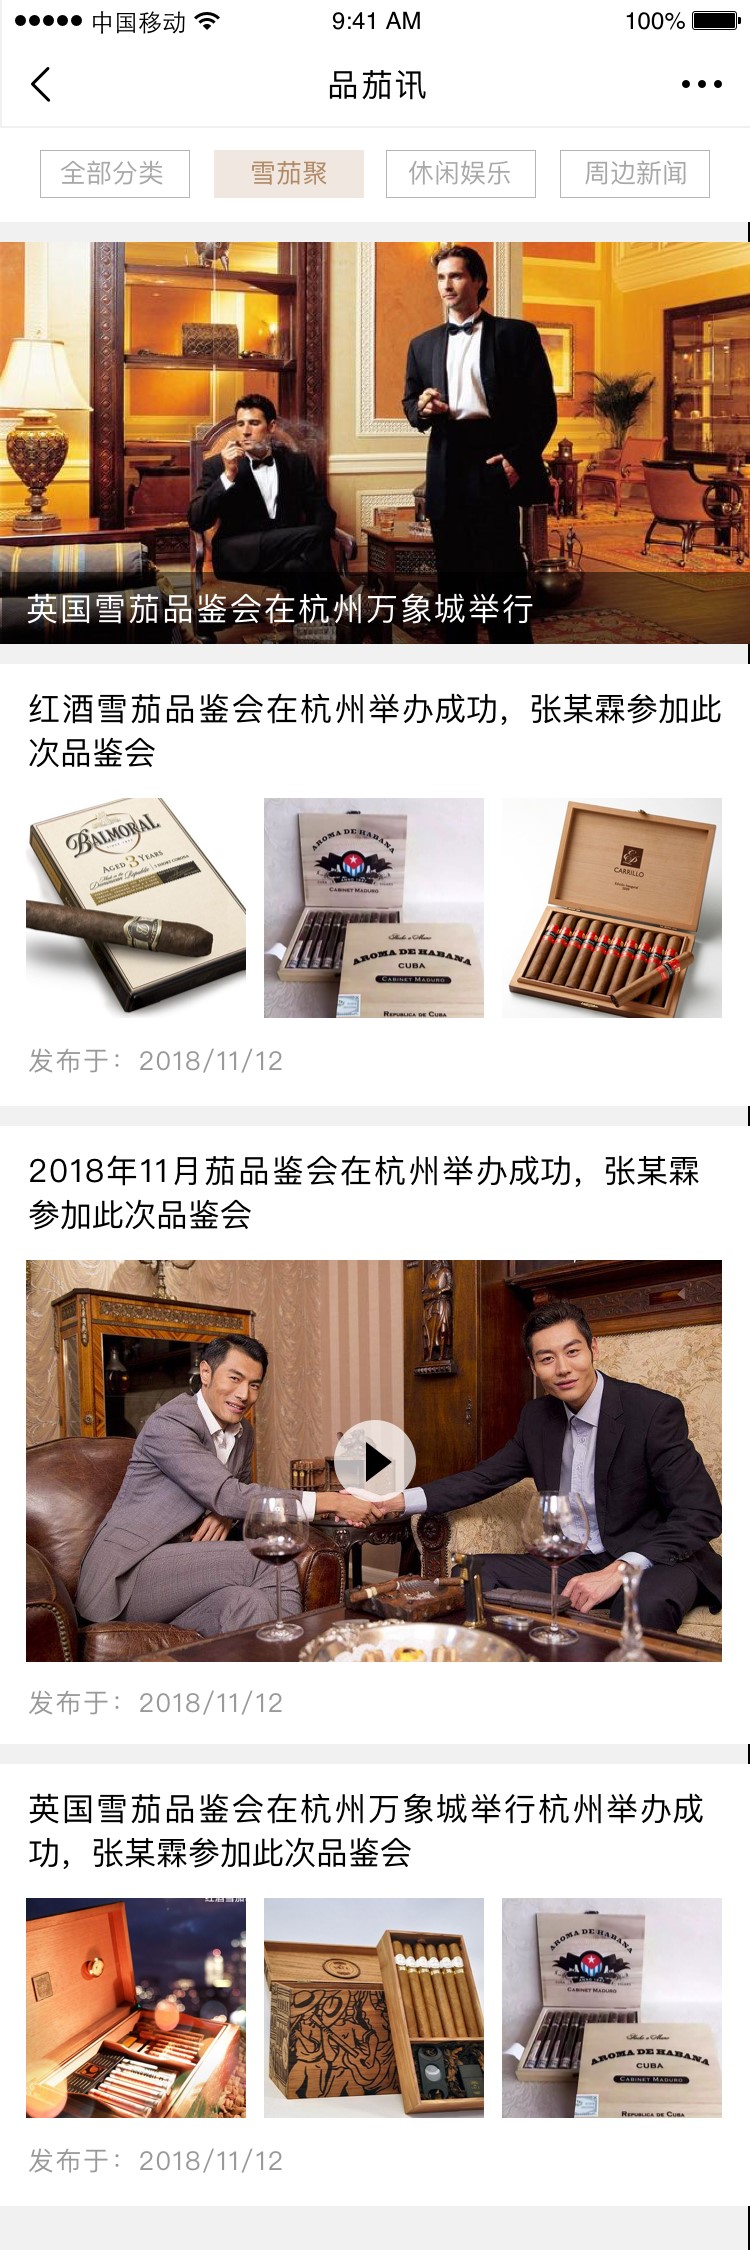 中国移动
9:41 AM
100%
品茄讯
全部分类
雪茄聚
休闲娱乐
周边新闻
英国雪茄品鉴会在杭州万象城举行
红酒雪茄品鉴会在杭州举办成功，张某霖参加此
次品鉴会
BALMORAL
AGED 3 YEARS
AROMA DE HABANA
CABINET MADURO
AROMA DE HABANA
CUBA
CABINET MADURO
REPUBLICA DE CUBA
CARRILLO
发布于：2018/11/12
2018年11月茄品鉴会在杭州举办成功，张某霖
参加此次品鉴会
发布于：2018/11/12
英国雪茄品鉴会在杭州万象城举行杭州举办成
功，张某霖参加此次品鉴会
AROMA DE HABANA
CABINET MADURO
AROMA DE HABANA
CUBA
CABINET MADURO
REPUBLICA DE CUBA
发布于：2018/11/12